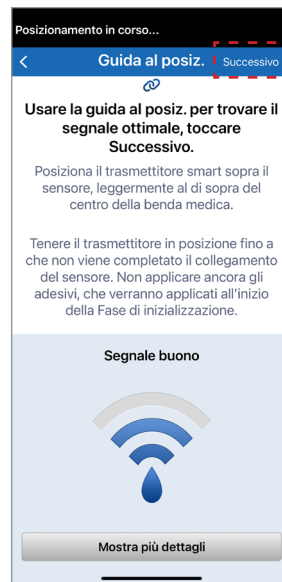 Posizionamento in corso...
Guida al posiz. Successivo
Usare la guida al posiz. per trovare il
segnale ottimale, toccare
Successivo.
Posiziona il trasmettitore smart sopra il
sensore, leggermente al di sopra del
centro della benda medica.
Tenere il trasmettitore in posizione fino a
che non viene completato il collegamento
del sensore. Non applicare ancora gli
adesivi, che verranno applicati all'inizio
della Fase di inizializzazione.
Segnale buono
Mostra più dettagli